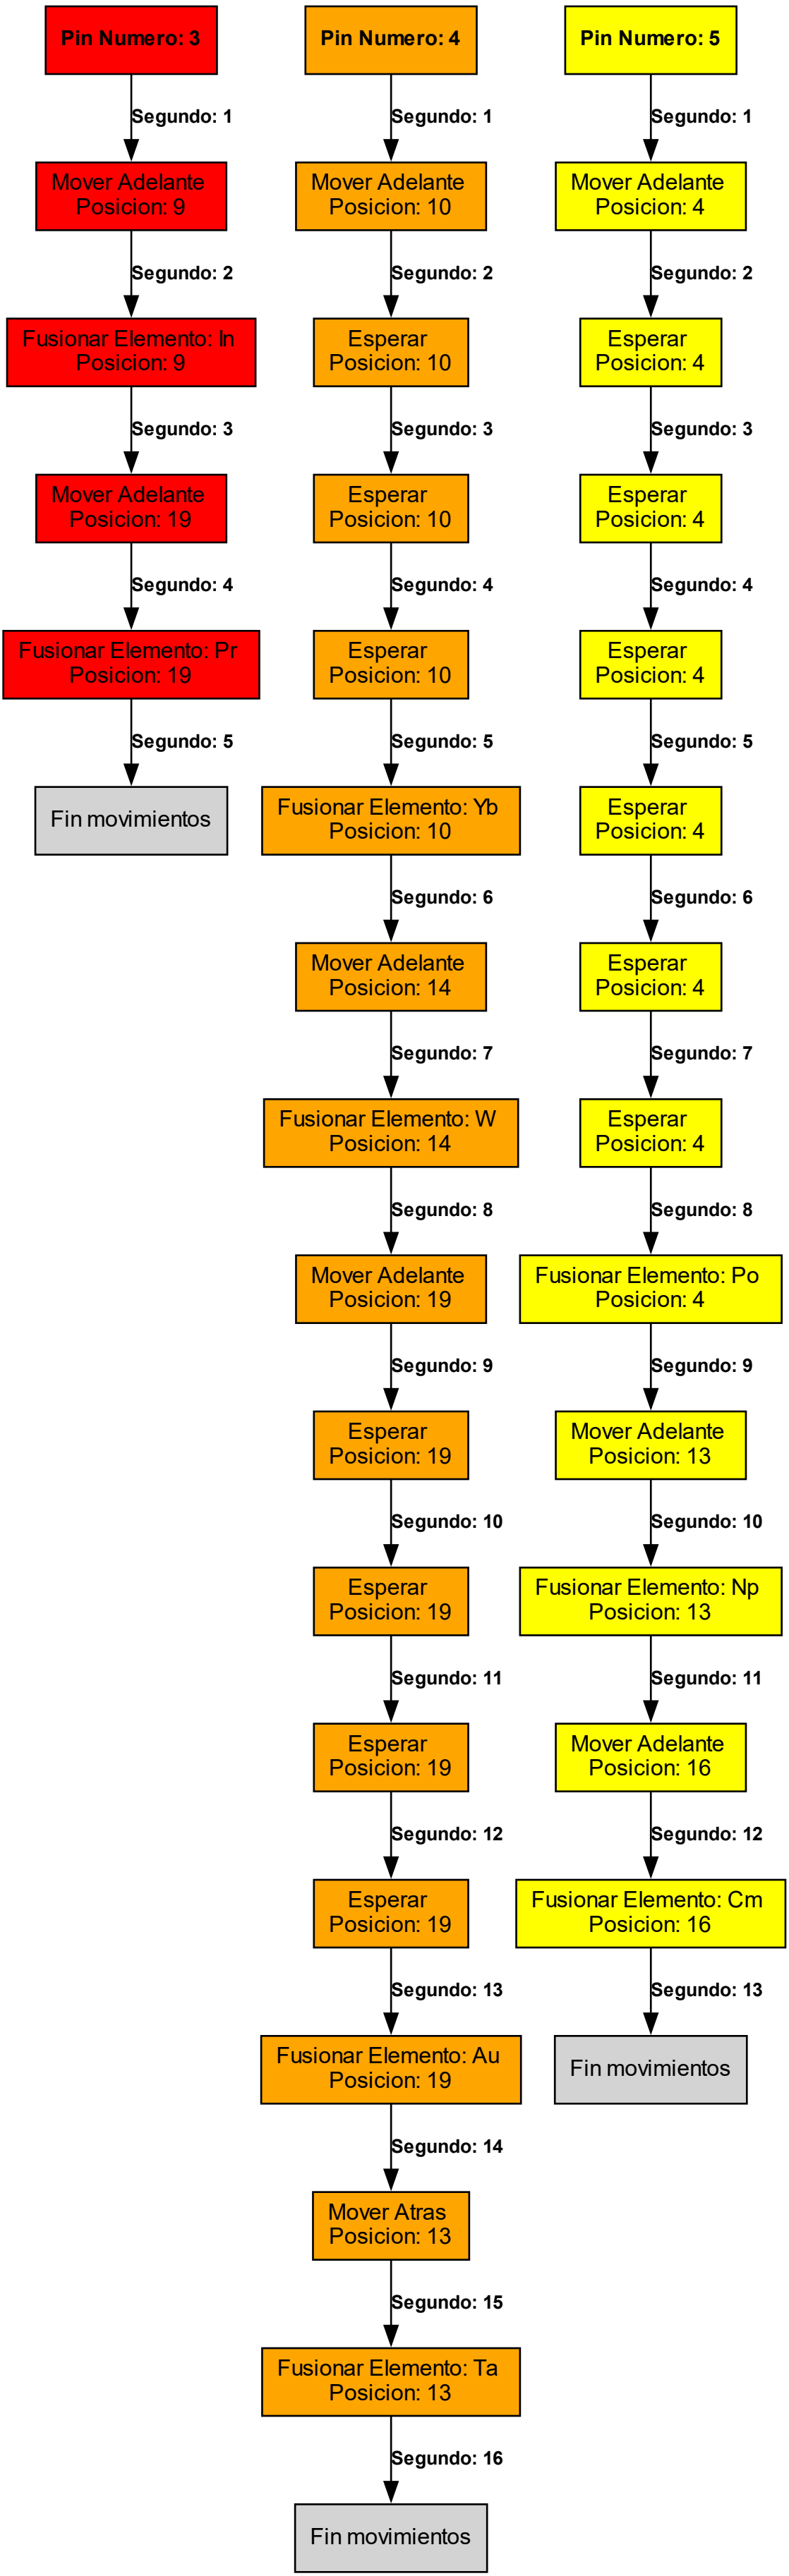 Pin Numero: 3
Segundo: 1
Mover Adelante
Posicion: 9
Segundo: 2
Fusionar Elemento: In
Posicion: 9
Segundo: 3
Mover Adelante
Posicion: 19
Segundo: 4
Fusionar Elemento: Pr
Posicion: 19
Segundo: 5
Fin movimientos
Pin Numero: 4
Segundo: 1
Mover Adelante
Posicion: 10
Segundo: 2
Esperar
Posicion: 10
Segundo: 3
Esperar
Posicion: 10
Segundo: 4
Esperar
Posicion: 10
Segundo: 5
Fusionar Elemento: Yb
Posicion: 10
Segundo: 6
Mover Adelante
Posicion: 14
Segundo: 7
Fusionar Elemento: W
Posicion: 14
Segundo: 8
Mover Adelante
Posicion: 19
Segundo: 9
Esperar
Posicion: 19
Segundo: 10
Esperar
Posicion: 19
Segundo: 11
Esperar
Posicion: 19
Segundo: 12
Esperar
Posicion: 19
Segundo: 13
Fusionar Elemento: Au
Posicion: 19
Segundo: 14
Mover Atras
Posicion: 13
Segundo: 15
Fusionar Elemento: Ta
Posicion: 13
Segundo: 16
Fin movimientos
Pin Numero: 5
Segundo: 1
Mover Adelante
Posicion: 4
Segundo: 2
Esperar
Posicion: 4
Segundo: 3
Esperar
Posicion: 4
Segundo: 4
Esperar
Posicion: 4
Segundo: 5
Esperar
Posicion: 4
Segundo: 6
Esperar
Posicion: 4
Segundo: 7
Esperar
Posicion: 4
Segundo: 8
Fusionar Elemento: Po
Posicion: 4
Segundo: 9
Mover Adelante
Posicion: 13
Segundo: 10
Fusionar Elemento: Np
Posicion: 13
Segundo: 11
Mover Adelante
Posicion: 16
Segundo: 12
Fusionar Elemento: Cm
Posicion: 16
Segundo: 13
Fin movimientos